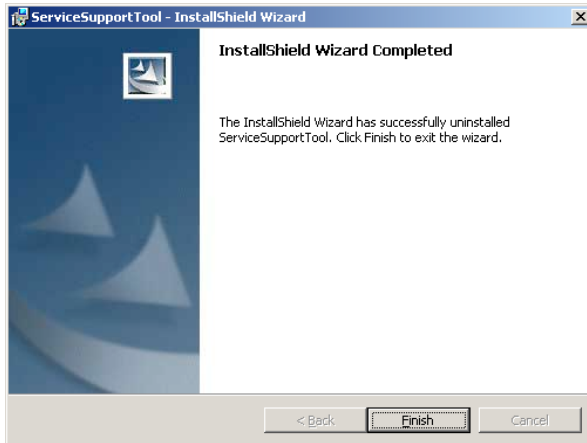 ServiceSupportTool - InstallShield Wizard
InstallShield Wizard Completed
The InstallShield Wizard has successfully uninstalled
ServiceSupportTool. Click Finish to exit the wizard.
< Back
Finish
Cancel